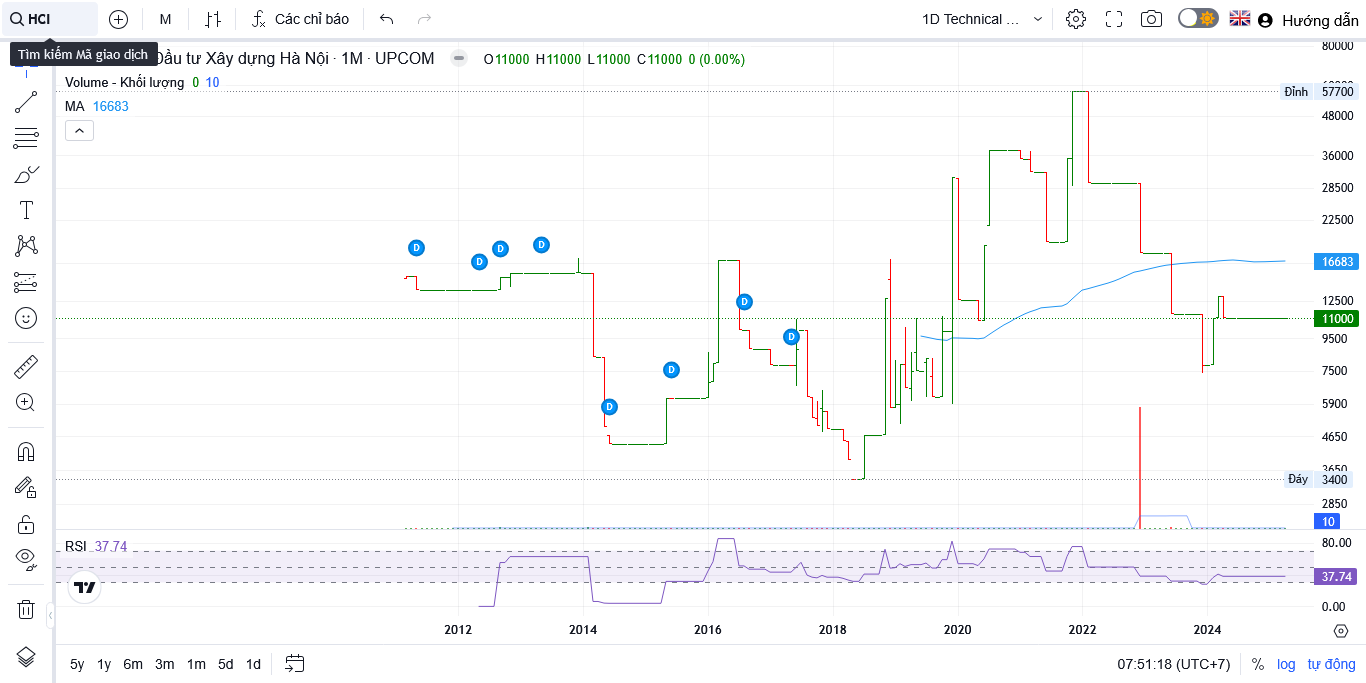 HCI
M
Các chỉ báo
1D Technical ...
Hướng dẫn
Tìm kiếm Mã giao dịch
Đầu tư Xây dựng Hà Nội · 1M · UPCOM
O11000 H11000 L11000 C11000 0 (0.00%)
Volume - Khối lượng 0 10
MA 16683
80000
Đỉnh 57700
48000
36000
28500
22500
16683
12500
11000
9500
7500
5900
4650
3650
Đáy 3400
2850
10
D
D
D
D
D
D
D
D
RSI 37.74
80.00
37.74
0.00
2012 2014 2016 2018 2020 2022 2024
5y 1y 6m 3m 1m 5d 1d
07:51:18 (UTC+7) % log tự động